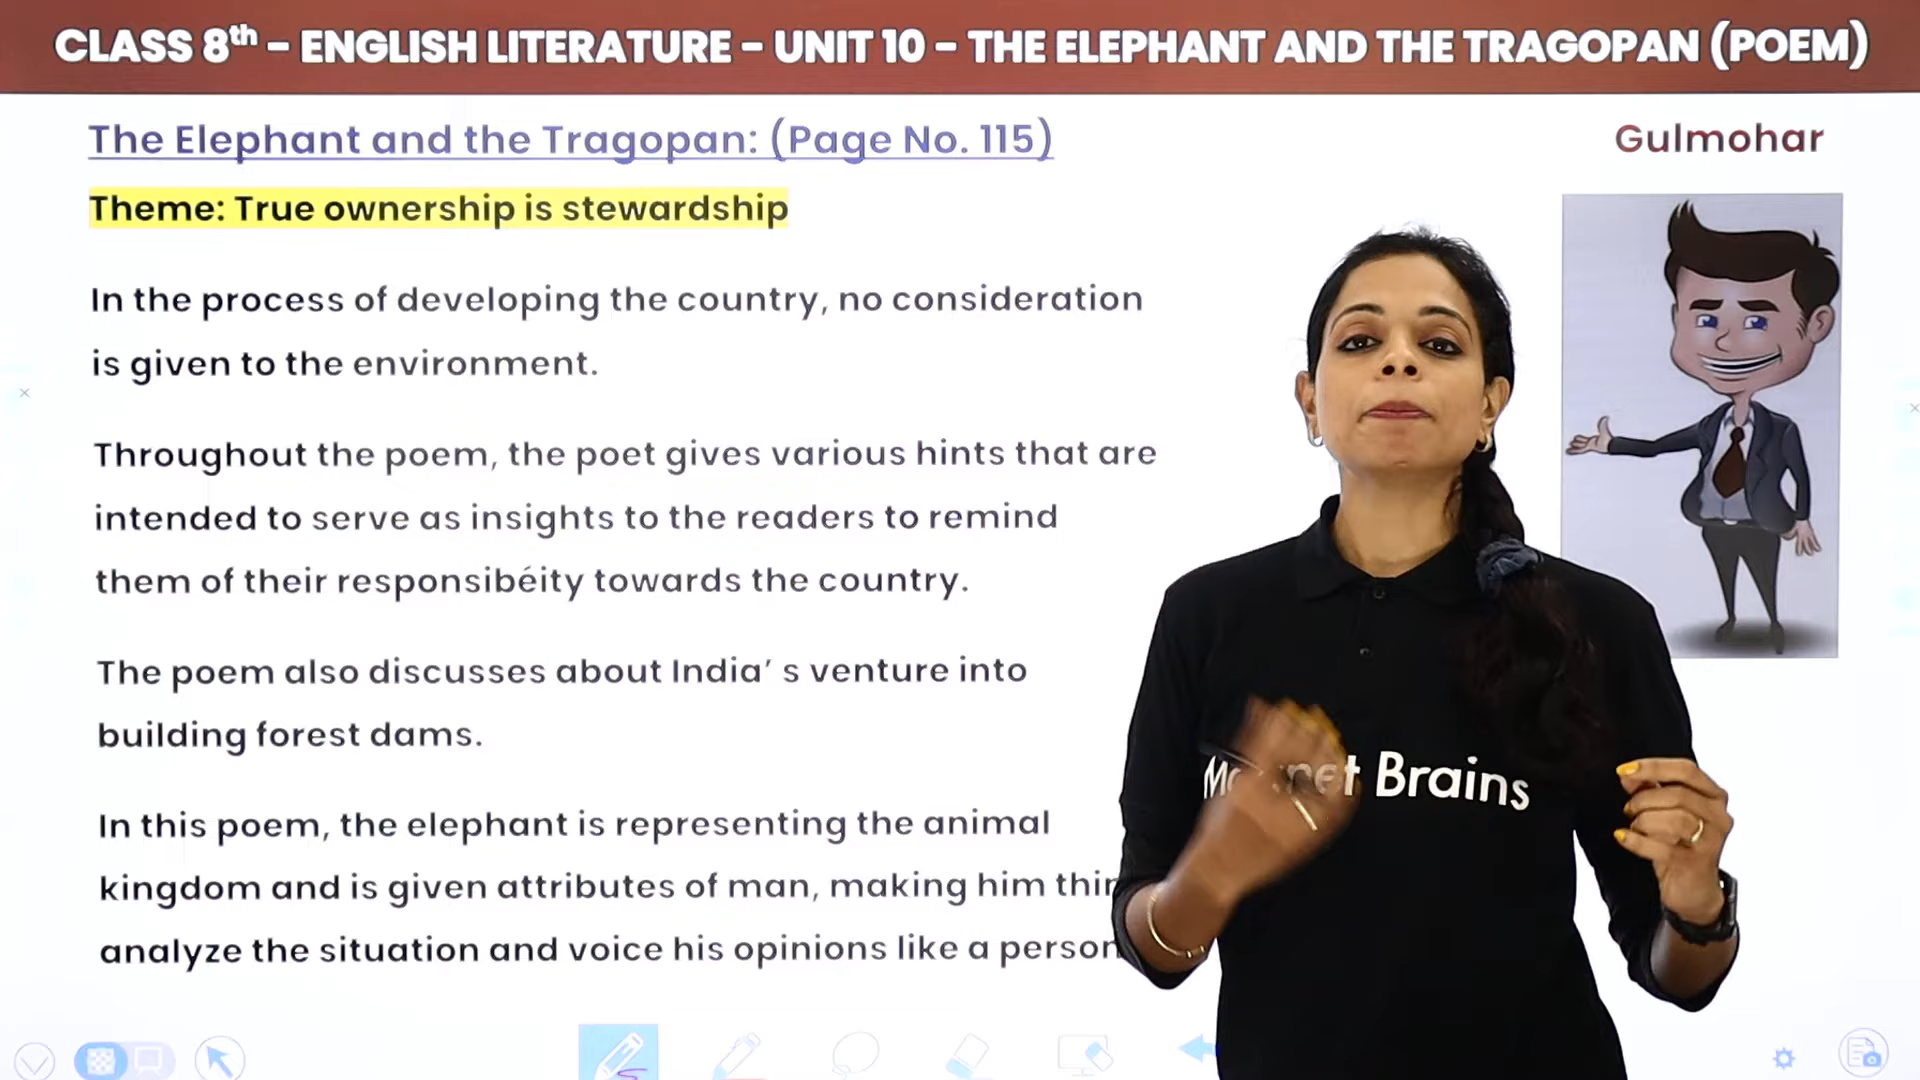 CLASS 8th - ENGLISH LITERATURE - UNIT 10 - THE ELEPHANT AND THE TRAGOPAN (POEM)
The Elephant and the Tragopan: (Page No. 115)
Gulmohar
Theme: True ownership is stewardship
In the process of developing the country, no consideration
is given to the environment.
Throughout the poem, the poet gives various hints that are
intended to serve as insights to the readers to remind
them of their responsibéity towards the country.
The poem also discusses about India' s venture into
building forest dams.
In this poem, the elephant is representing the animal
kingdom and is given attributes of man, making him
analyze the situation and voice his opinions like a person
Brains